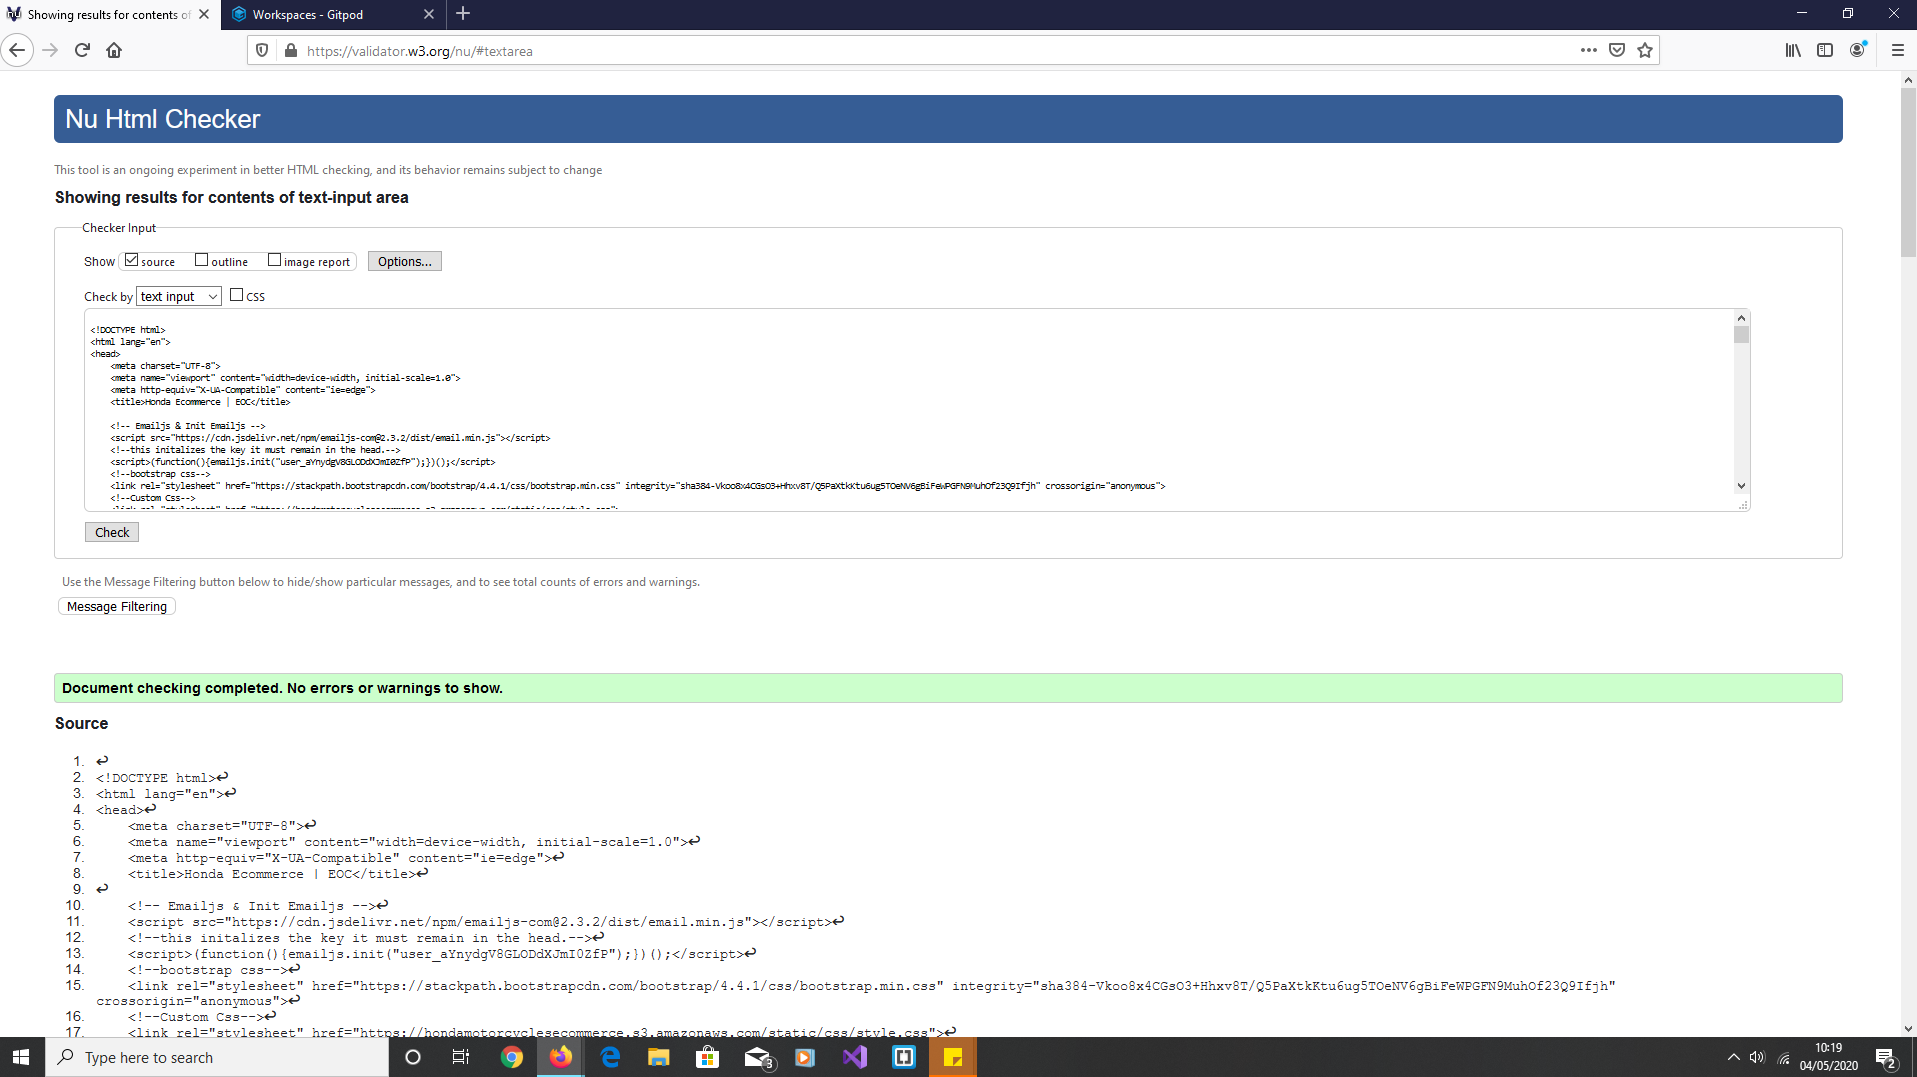 Showing results for contents of
Workspaces - Gitpod
https://validator.w3.org/nu/#textarea
Nu Html Checker
This tool is an ongoing experiment in better HTML checking, and its behavior remains subject to change
Showing results for contents of text-input area
Checker Input
Show source outline image report Options...
Check by text input CSS
<!DOCTYPE html>
<html lang="en">
<head>
<meta charset="UTF-8">
<meta name="viewport" content="width=device-width, initial-scale=1.0">
<meta http-equiv="X-UA-Compatible" content="ie=edge">
<title>Honda Ecommerce | EOC</title>
<!-- Emailjs & Init Emailjs -->
<script src="https://cdn.jsdelivr.net/npm/emailjs-com@2.3.2/dist/email.min.js"></script>
<!--this initalizes the key it must remain in the head.-->
<script>(function(){emailjs.init("user_aYnydgV8GLODdXJmI0ZfP");})();</script>
<!--bootstrap css-->
<link rel="stylesheet" href="https://stackpath.bootstrapcdn.com/bootstrap/4.4.1/css/bootstrap.min.css" integrity="sha384-Vkoo8x4CGsO3+Hhxv8T/Q5PaXtkKtu6ug5TOeNV6gBiFeWPGFN9MuhOf23Q9Ifjh" crossorigin="anonymous">
<!--Custom Css-->
<link rel="stylesheet" href="https://hondamotorcyclesecommerce.s3.amazonaws.com/static/css/style.css">
Check
Use the Message Filtering button below to hide/show particular messages, and to see total counts of errors and warnings.
Message Filtering
Document checking completed. No errors or warnings to show.
Source
1. ↩
2. <!DOCTYPE html>↩
3. <html lang="en">↩
4. <head>↩
5. <meta charset="UTF-8">↩
6. <meta name="viewport" content="width=device-width, initial-scale=1.0">↩
7. <meta http-equiv="X-UA-Compatible" content="ie=edge">↩
8. <title>Honda Ecommerce | EOC</title>↩
9. ↩
10. <!-- Emailjs & Init Emailjs -->↩
11. <script src="https://cdn.jsdelivr.net/npm/emailjs-com@2.3.2/dist/email.min.js"></script>↩
12. <!--this initalizes the key it must remain in the head.-->↩
13. <script>(function(){emailjs.init("user_aYnydgV8GLODdXJmI0ZfP");})();</script>↩
14. <!--bootstrap css-->↩
15. <link rel="stylesheet" href="https://stackpath.bootstrapcdn.com/bootstrap/4.4.1/css/bootstrap.min.css" integrity="sha384-Vkoo8x4CGsO3+Hhxv8T/Q5PaXtkKtu6ug5TOeNV6gBiFeWPGFN9MuhOf23Q9Ifjh"
crossorigin="anonymous">↩
16. <!--Custom Css-->↩
17. <link rel="stylesheet" href="https://hondamotorcyclesecommerce.s3.amazonaws.com/static/css/style.css">↩
Type here to search
3
10:19
04/05/2020
2